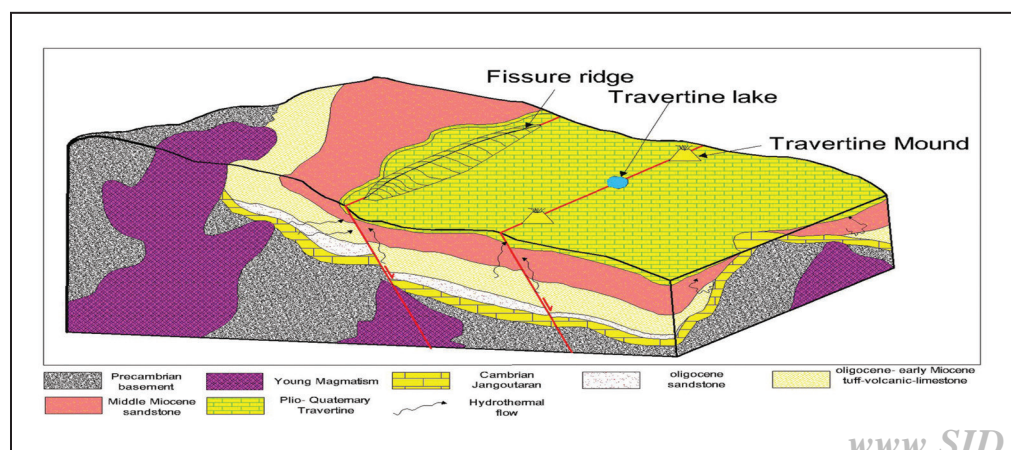 Fissure ridge
Travertine lake
Travertine Mound
Precambrian
basement
Young Magmatism
Cambrian
Jangoutaran
oligocene
sandstone
oligocene- early Miocene
tuff-volcanic-limestone
Middle Miocene
sandstone
Plio- Quaternary
Travertine
Hydrothermal
flow
www.SID